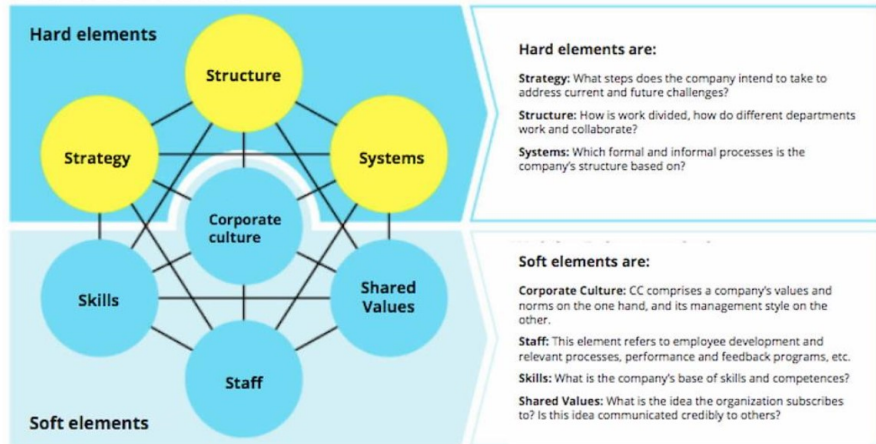 Hard elements
Structure
Strategy
Systems
Corporate
culture
Skills
Shared
Values
Staff
Soft elements
Hard elements are:
Strategy: What steps does the company intend to take to
address current and future challenges?
Structure: How is work divided, how do different departments
work and collaborate?
Systems: Which formal and informal processes is the
company's structure based on?
Soft elements are:
Corporate Culture: CC comprises a company's values and
norms on the one hand, and its management style on the
other.
Staff: This element refers to employee development and
relevant processes, performance and feedback programs, etc.
Skills: What is the company's base of skills and competences?
Shared Values: What is the idea the organization subscribes
to? Is this idea communicated credibly to others?